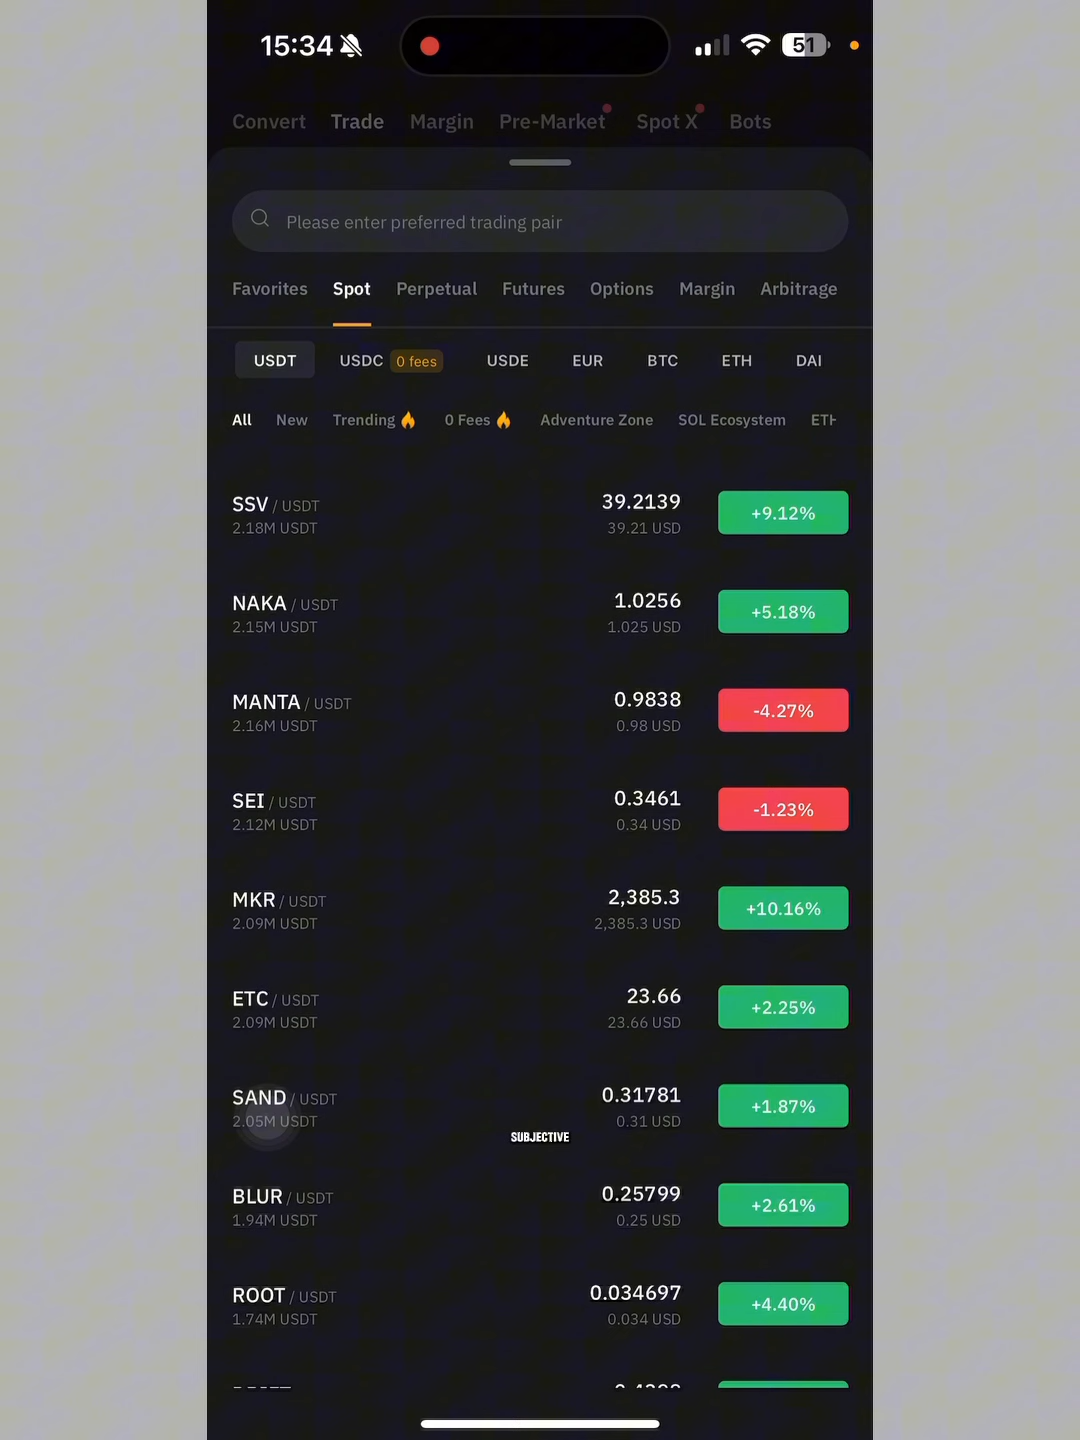 15:34
51
Convert Trade Margin Pre-Market Spot X Bots
Please enter preferred trading pair
Favorites Spot Perpetual Futures Options Margin Arbitrage
USDT USDC 0 fees USDE EUR BTC ETH DAI
All New Trending 0 Fees Adventure Zone SOL Ecosystem ETH
SSV / USDT 39.2139 +9.12%
2.18M USDT 39.21 USD
NAKA / USDT 1.0256 +5.18%
2.15M USDT 1.025 USD
MANTA / USDT 0.9838 -4.27%
2.16M USDT 0.98 USD
SEI / USDT 0.3461 -1.23%
2.12M USDT 0.34 USD
MKR / USDT 2,385.3 +10.16%
2.09M USDT 2,385.3 USD
ETC / USDT 23.66 +2.25%
2.09M USDT 23.66 USD
SAND / USDT 0.31781 +1.87%
2.05M USDT 0.31 USD
SUBJECTIVE
BLUR / USDT 0.25799 +2.61%
1.94M USDT 0.25 USD
ROOT / USDT 0.034697 +4.40%
1.74M USDT 0.034 USD